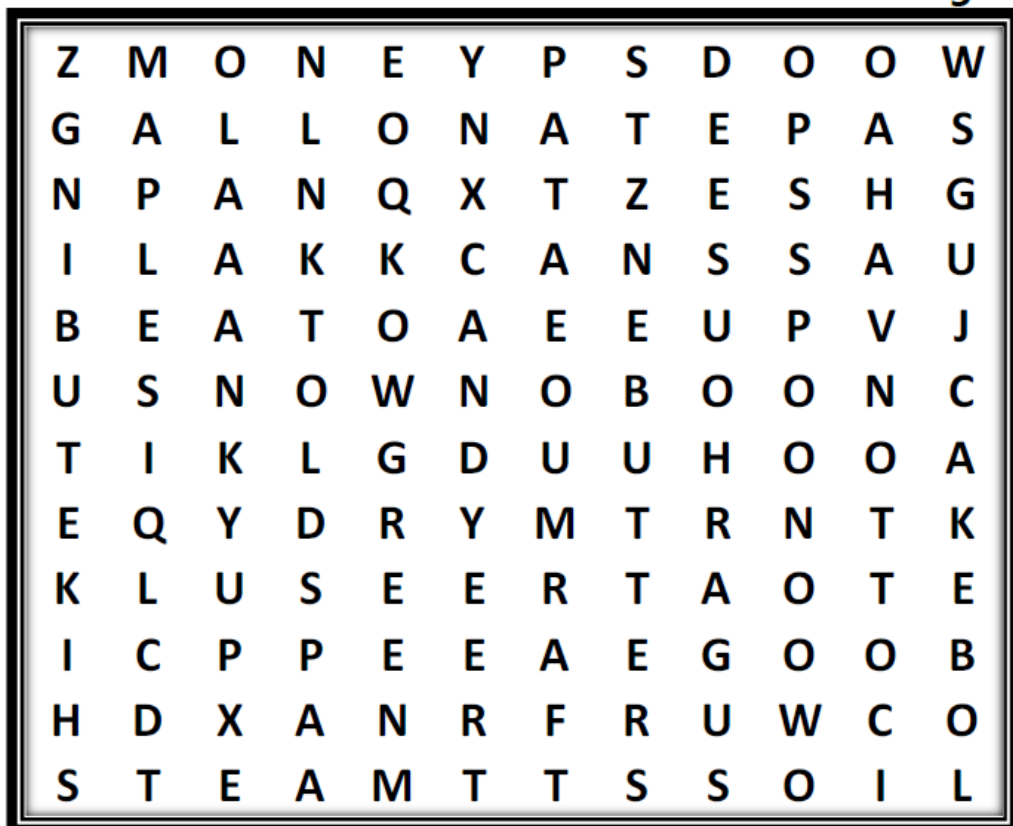 Z M O N E Y P S D O O W
G A L L O N A T E P A S
N P A N Q X T Z E S H G
I L A K K C A N S S A U
B E A T O A E E U P V J
U S N O W N O B O O N C
T I K L G D U U H O O A
E Q Y D R Y M T R N T K
K L U S E E R T A O T E
I C P P E E A E G O O B
H D X A N R F R U W C O
S T E A M T T S S O I L